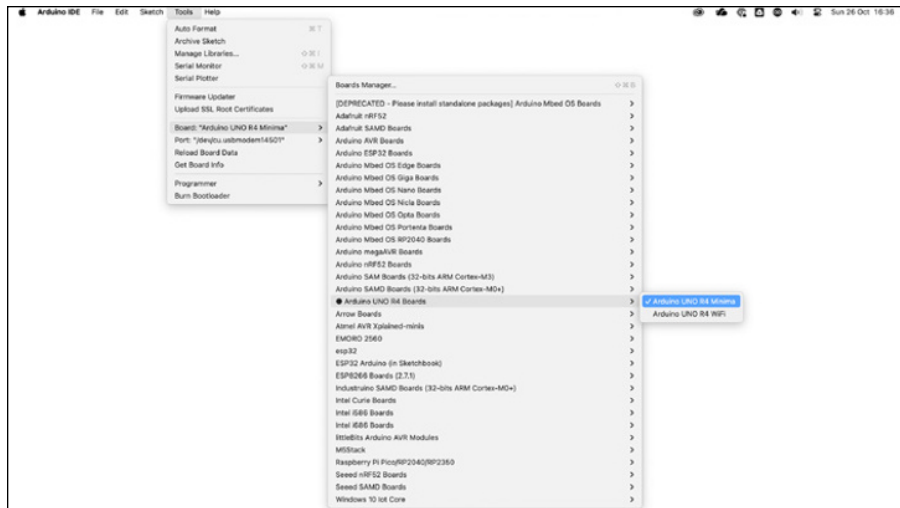 Arduino IDE File Edit Sketch Tools Help Sun 26 Oct 16:36
Auto Format ⌘ T
Archive Sketch
Manage Libraries... ⇧ ⌘ I
Serial Monitor ⇧ ⌘ M
Serial Plotter
Firmware Updater
Upload SSL Root Certificates
Board: "Arduino UNO R4 Minima"
Port: "/dev/cu.usbmodem14501"
Reload Board Data
Get Board Info
Programmer
Burn Bootloader
Boards Manager... ⇧ ⌘ B
[DEPRECATED - Please install standalone packages] Arduino Mbed OS Boards
Adafruit nRF52
Adafruit SAMD Boards
Arduino AVR Boards
Arduino ESP32 Boards
Arduino Mbed OS Edge Boards
Arduino Mbed OS Giga Boards
Arduino Mbed OS Nano Boards
Arduino Mbed OS Nicla Boards
Arduino Mbed OS Opta Boards
Arduino Mbed OS Portenta Boards
Arduino Mbed OS RP2040 Boards
Arduino megaAVR Boards
Arduino nRF52 Boards
Arduino SAM Boards (32-bits ARM Cortex-M3)
Arduino SAMD Boards (32-bits ARM Cortex-M0+)
Arduino UNO R4 Boards
Arrow Boards
Atmel AVR Xplained-minis
EMORO 2560
esp32
ESP32 Arduino (in Sketchbook)
ESP8266 Boards (2.7.1)
Industruino SAMD Boards (32-bits ARM Cortex-M0+)
Intel Curie Boards
Intel i586 Boards
Intel i686 Boards
littleBits Arduino AVR Modules
M5Stack
Raspberry Pi Pico/RP2040/RP2350
Seeed nRF52 Boards
Seeed SAMD Boards
Windows 10 Iot Core
✓ Arduino UNO R4 Minima
Arduino UNO R4 WiFi